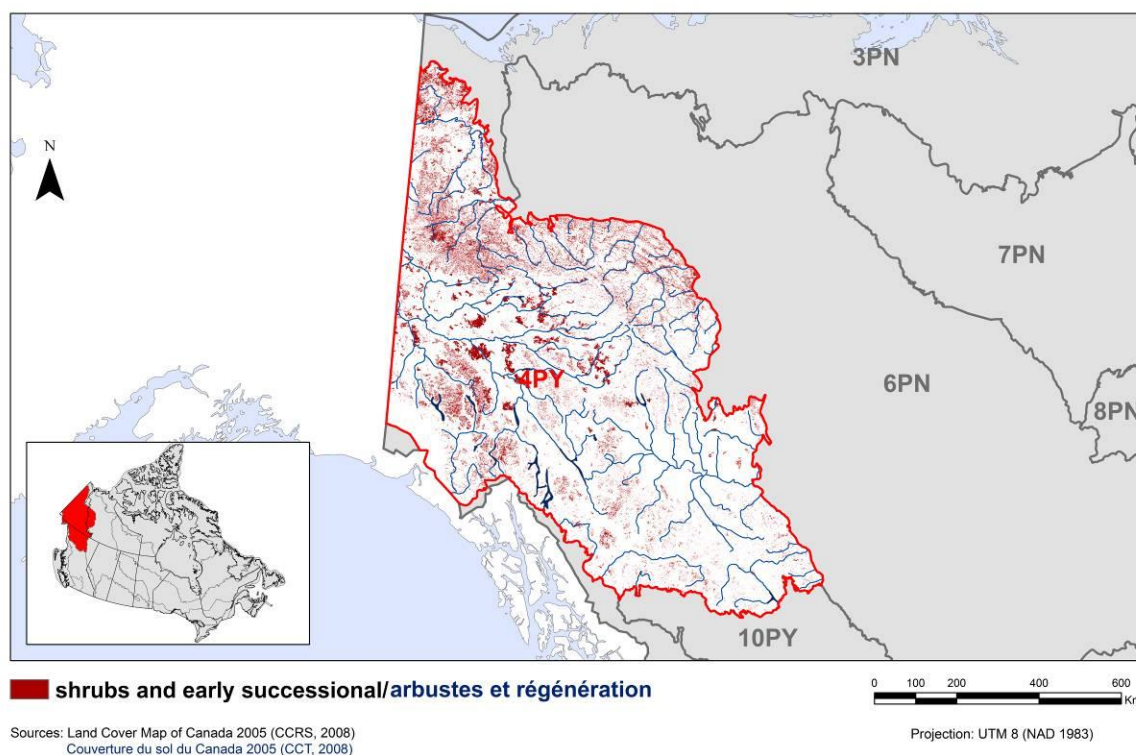 3PN
N
7PN
6PN
4PY
8PN
10PY
shrubs and early successional/arbustes et régénération
0 100 200 300 400 600
Km
Sources: Land Cover Map of Canada 2005 (CCRS, 2008)
Couverture du sol du Canada 2005 (CCT, 2008)
Projection: UTM 8 (NAD 1983)